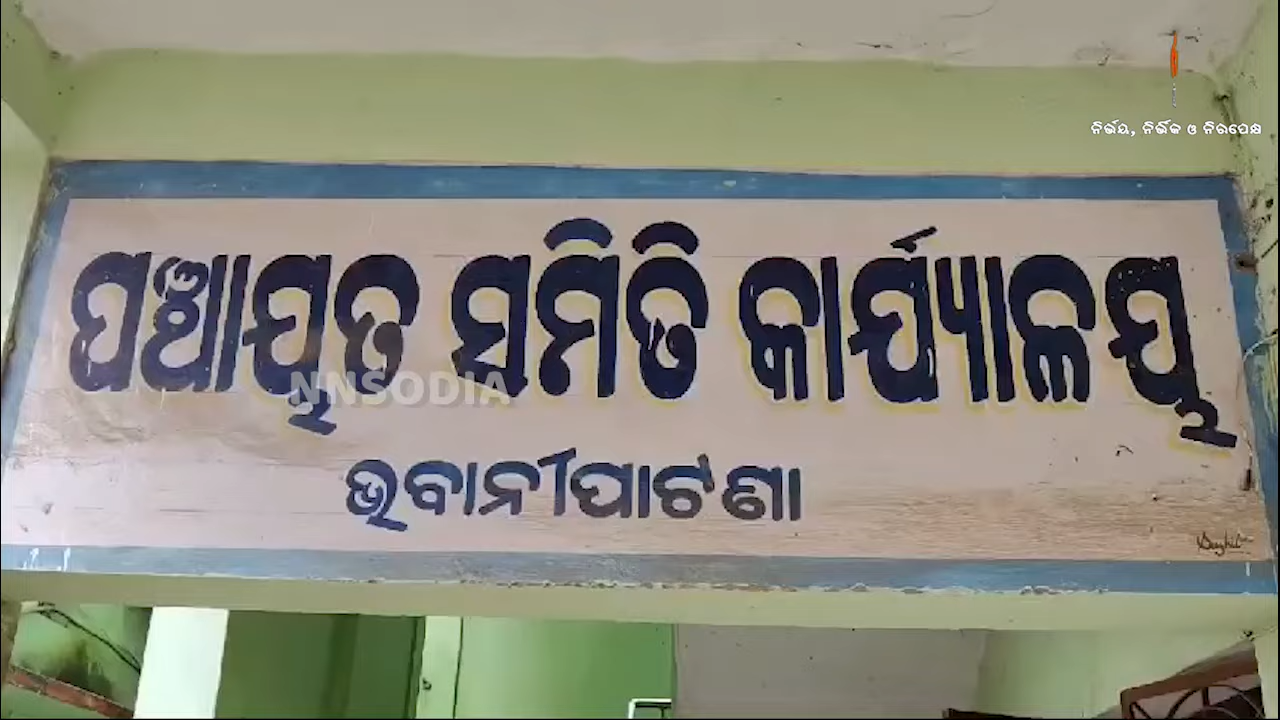 ନିର୍ଭୟ, ନିର୍ଭିକ ଓ ନିରପେକ୍ଷ
ପଞ୍ଚାୟତ ସମିତି କାର୍ଯ୍ୟାଳୟ
NNSODIA
ଭବାନୀପାଟଣା